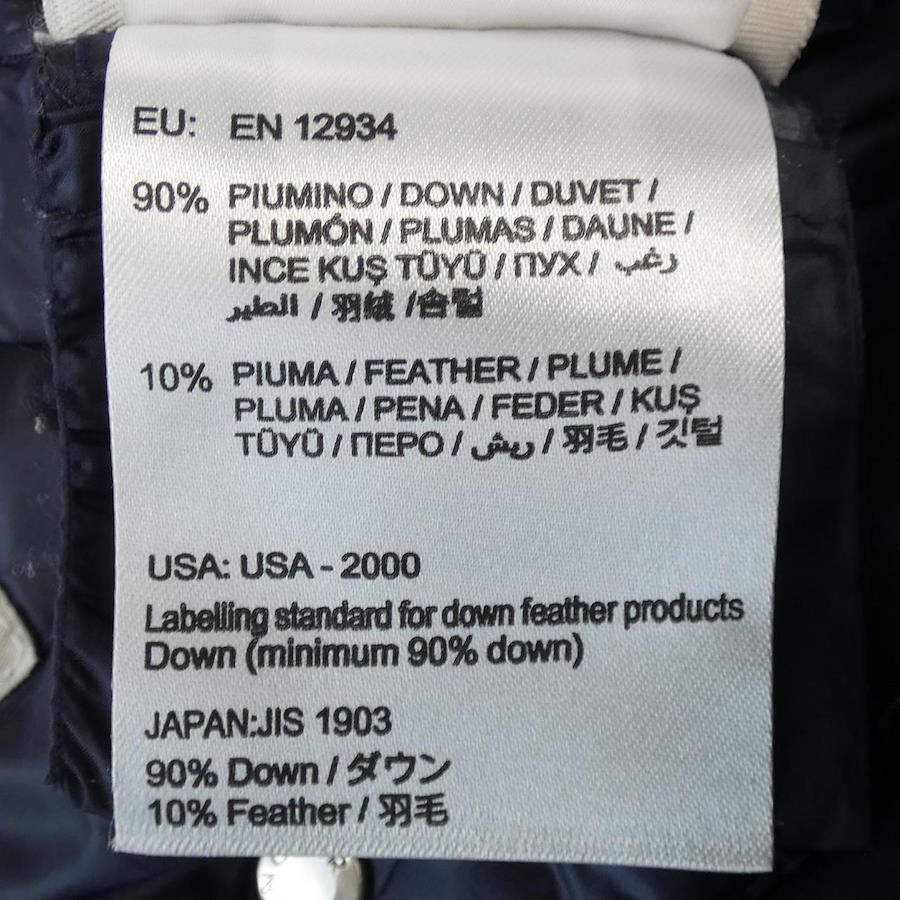 EU: EN 12934
90% PIUMINO / DOWN / DUVET /
PLUMÓN / PLUMAS / DAUNE /
INCE KUŞ TÜYÜ / ПУХ / رغب
الطير / 羽绒 /솜털
10% PIUMA / FEATHER / PLUME /
PLUMA / PENA / FEDER / KUŞ
TÜYÜ / ПЕРО / ريش / 羽毛 / 깃털
USA: USA - 2000
Labelling standard for down feather products
Down (minimum 90% down)
JAPAN:JIS 1903
90% Down / ダウン
10% Feather / 羽毛